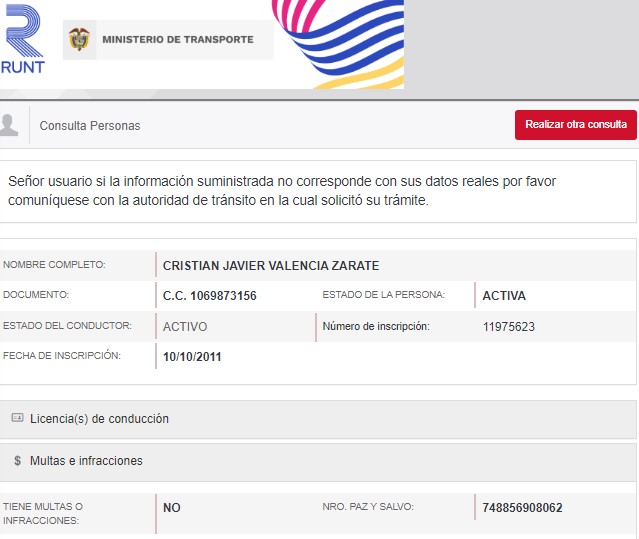 RUNT
MINISTERIO DE TRANSPORTE
Consulta Personas
Realizar otra consulta
Señor usuario si la información suministrada no corresponde con sus datos reales por favor
comuníquese con la autoridad de tránsito en la cual solicitó su trámite.
NOMBRE COMPLETO: CRISTIAN JAVIER VALENCIA ZARATE
DOCUMENTO: C.C. 1069873156 ESTADO DE LA PERSONA: ACTIVA
ESTADO DEL CONDUCTOR: ACTIVO Número de inscripción: 11975623
FECHA DE INSCRIPCIÓN: 10/10/2011
Licencia(s) de conducción
$ Multas e infracciones
TIENE MULTAS O NO NRO. PAZ Y SALVO: 748856908062
INFRACCIONES: